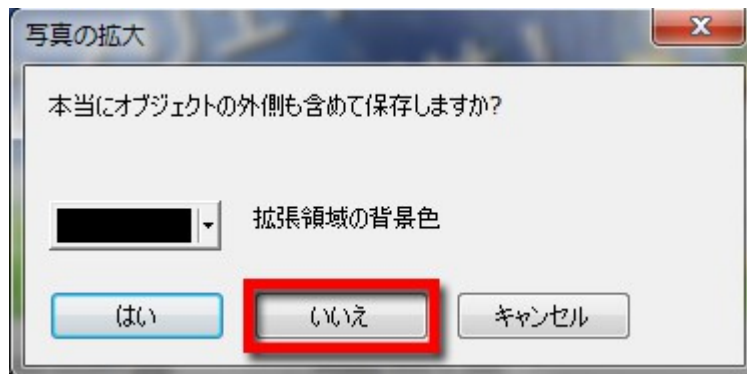 写真の拡大
本当にオブジェクトの外側も含めて保存しますか?
拡張領域の背景色
はい いいえ キャンセル